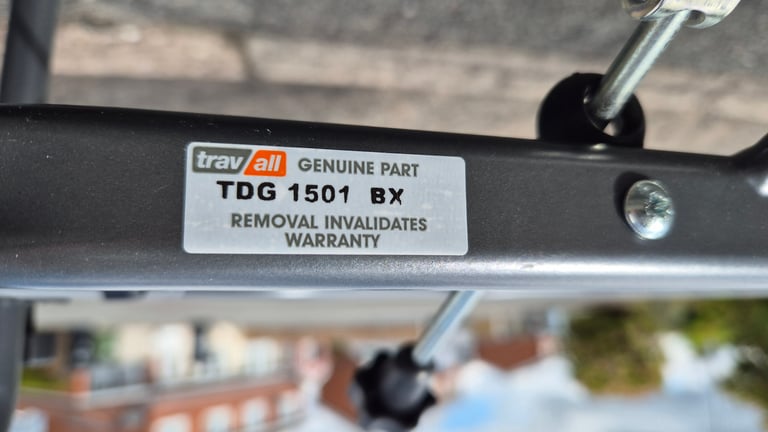 travall GENUINE PART
TDG 1501 BX
REMOVAL INVALIDATES
WARRANTY